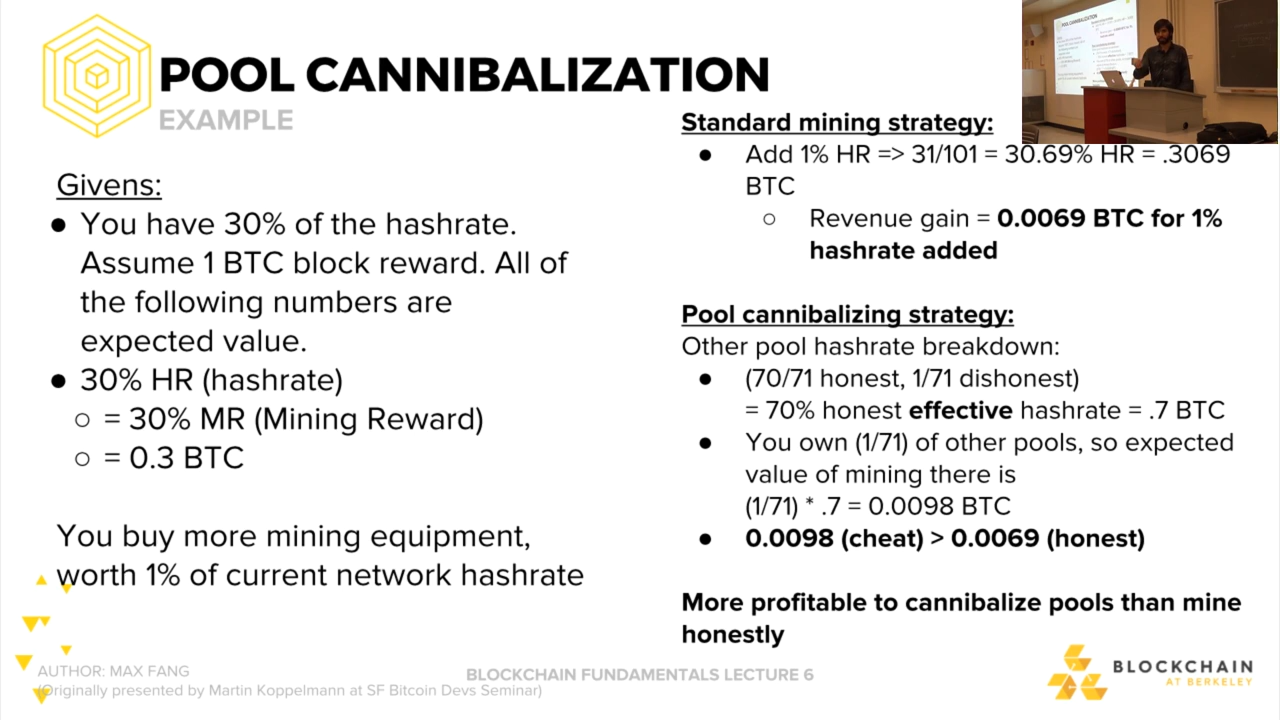 POOL CANNIBALIZATION
EXAMPLE
Givens:
● You have 30% of the hashrate.
Assume 1 BTC block reward. All of
the following numbers are
expected value.
● 30% HR (hashrate)
○ = 30% MR (Mining Reward)
○ = 0.3 BTC
You buy more mining equipment,
worth 1% of current network hashrate
Standard mining strategy:
● Add 1% HR => 31/101 = 30.69% HR = .3069
BTC
○ Revenue gain = 0.0069 BTC for 1%
hashrate added
Pool cannibalizing strategy:
Other pool hashrate breakdown:
● (70/71 honest, 1/71 dishonest)
= 70% honest effective hashrate = .7 BTC
● You own (1/71) of other pools, so expected
value of mining there is
(1/71) * .7 = 0.0098 BTC
● 0.0098 (cheat) > 0.0069 (honest)
More profitable to cannibalize pools than mine
honestly
AUTHOR: MAX FANG
(Originally presented by Martin Koppelmann at SF Bitcoin Devs Seminar)
BLOCKCHAIN FUNDAMENTALS LECTURE 6
BLOCKCHAIN
AT BERKELEY
POOL CANNIBALIZATION